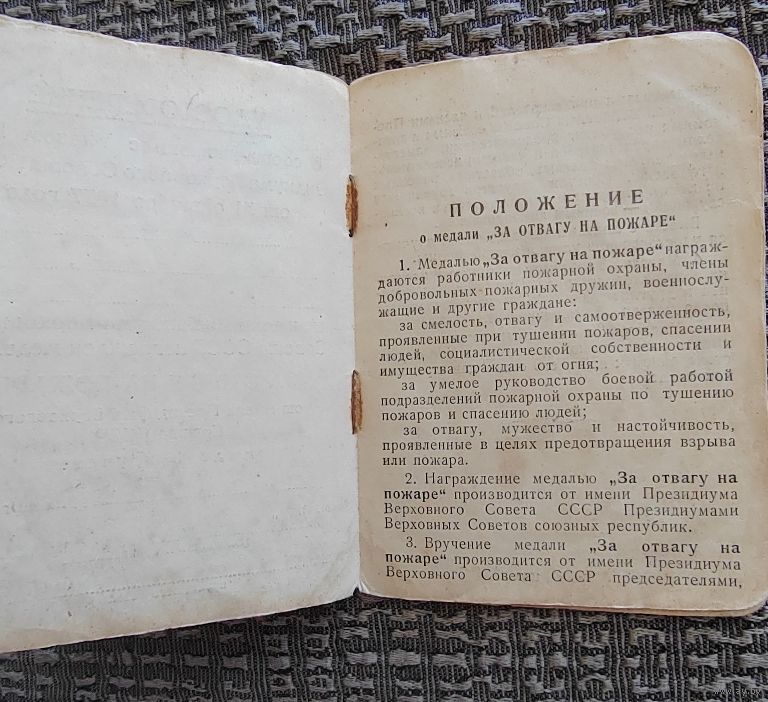 ПОЛОЖЕНИЕ
о медали „ЗА ОТВАГУ НА ПОЖАРЕ“
1. Медалью „За отвагу на пожаре“ награж-
даются работники пожарной охраны, члены
добровольных пожарных дружин, военнослу-
жащие и другие граждане:
за смелость, отвагу и самоотверженность,
проявленные при тушении пожаров, спасении
людей, социалистической собственности и
имущества граждан от огня;
за умелое руководство боевой работой
подразделений пожарной охраны по тушению
пожаров и спасению людей;
за отвагу, мужество и настойчивость,
проявленные в целях предотвращения взрыва
или пожара.
2. Награждение медалью „За отвагу на
пожаре“ производится от имени Президиума
Верховного Совета СССР Президиумами
Верховных Советов союзных республик.
3. Вручение медали „За отвагу на
пожаре“ производится от имени Президиума
Верховного Совета СССР председателями,